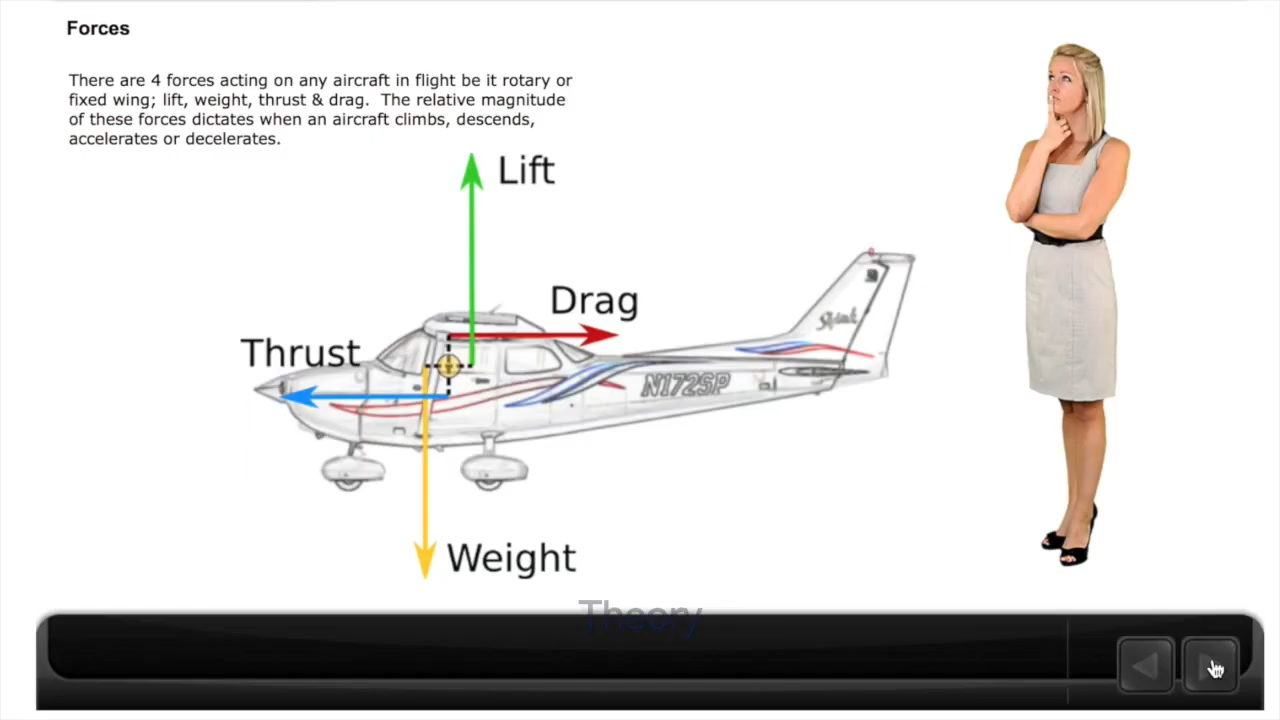 Forces
There are 4 forces acting on any aircraft in flight be it rotary or
fixed wing; lift, weight, thrust & drag.  The relative magnitude
of these forces dictates when an aircraft climbs, descends,
accelerates or decelerates.
Lift
Drag
Thrust
N172SP
Weight
Theory